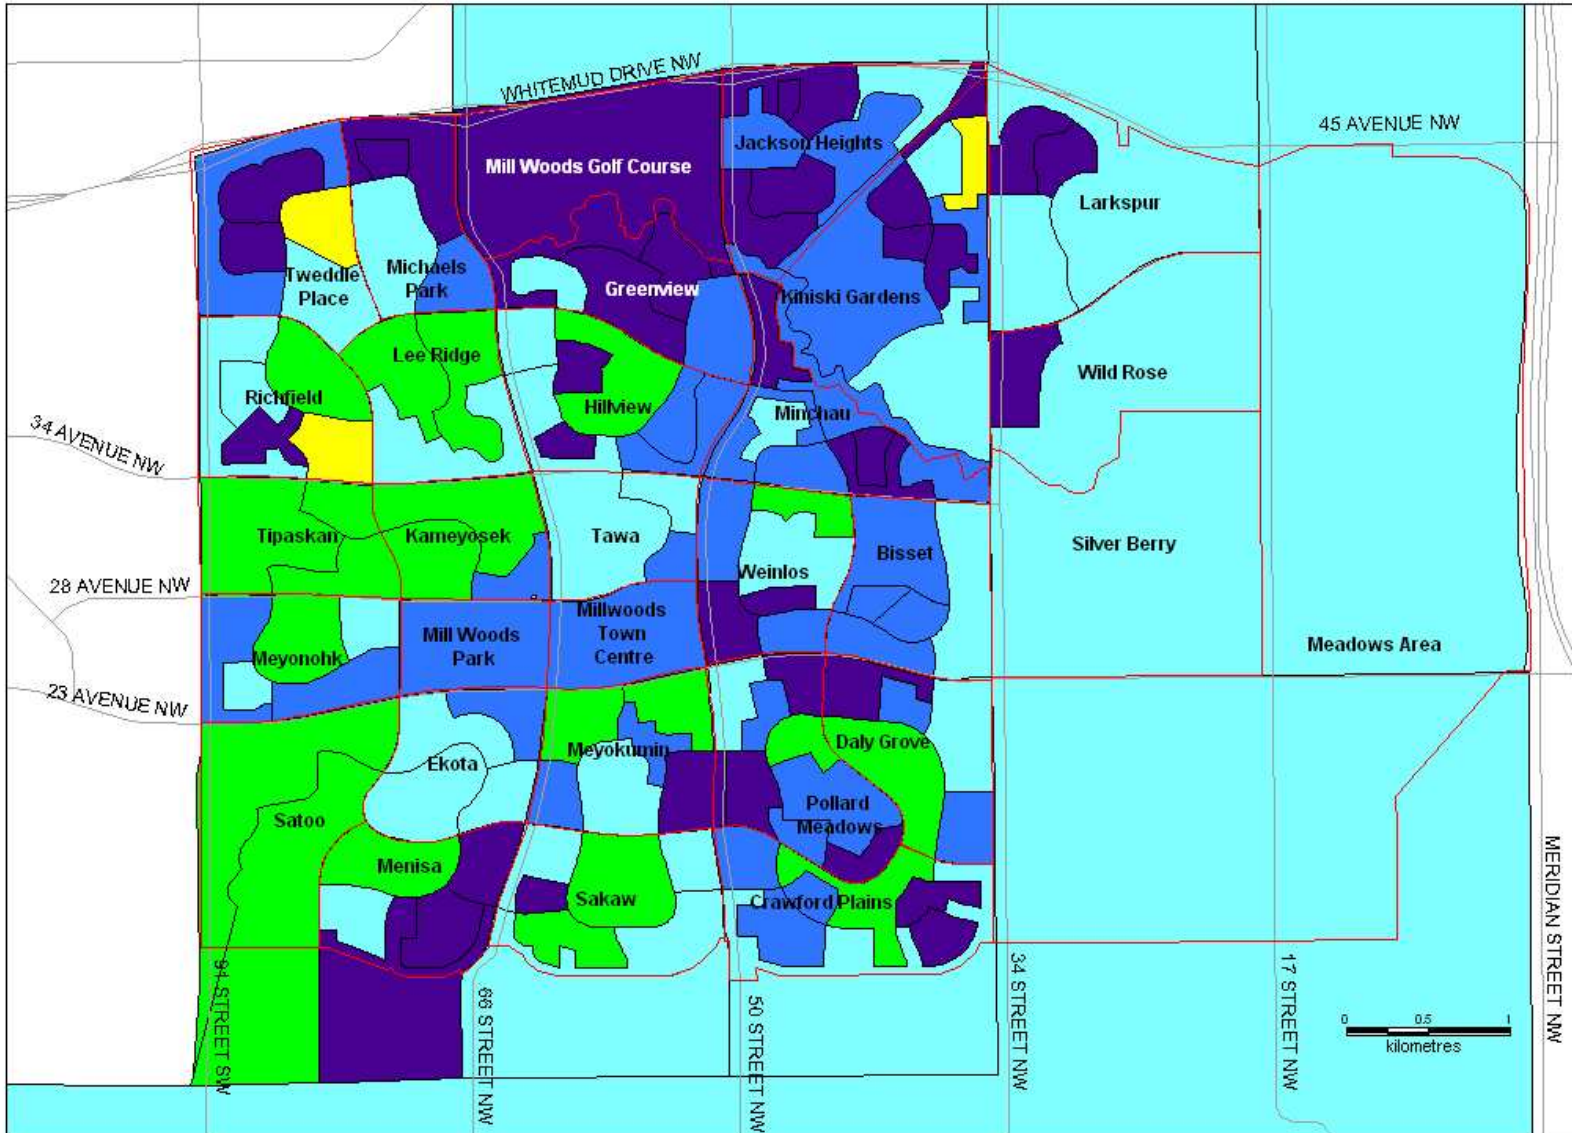 WHITEMUD DRIVE NW
45 AVENUE NW
Jackson Heights
Mill Woods Golf Course
Larkspur
Tweddle
Place
Michaels
Park
Greenview
Kiniski Gardens
Lee Ridge
Wild Rose
Richfield
Hillview
Minchau
34 AVENUE NW
Tipaskan
Kameyosek
Tawa
Weinlos
Bisset
Silver Berry
28 AVENUE NW
Meyonohk
Mill Woods
Park
Millwoods
Town
Centre
Meadows Area
23 AVENUE NW
Ekota
Meyokumin
Daly Grove
Satoo
Pollard
Meadows
Menisa
Sakaw
Crawford Plains
91 STREET SW
66 STREET NW
50 STREET NW
34 STREET NW
17 STREET NW
MERIDIAN STREET NW
0 0.5 1
kilometres